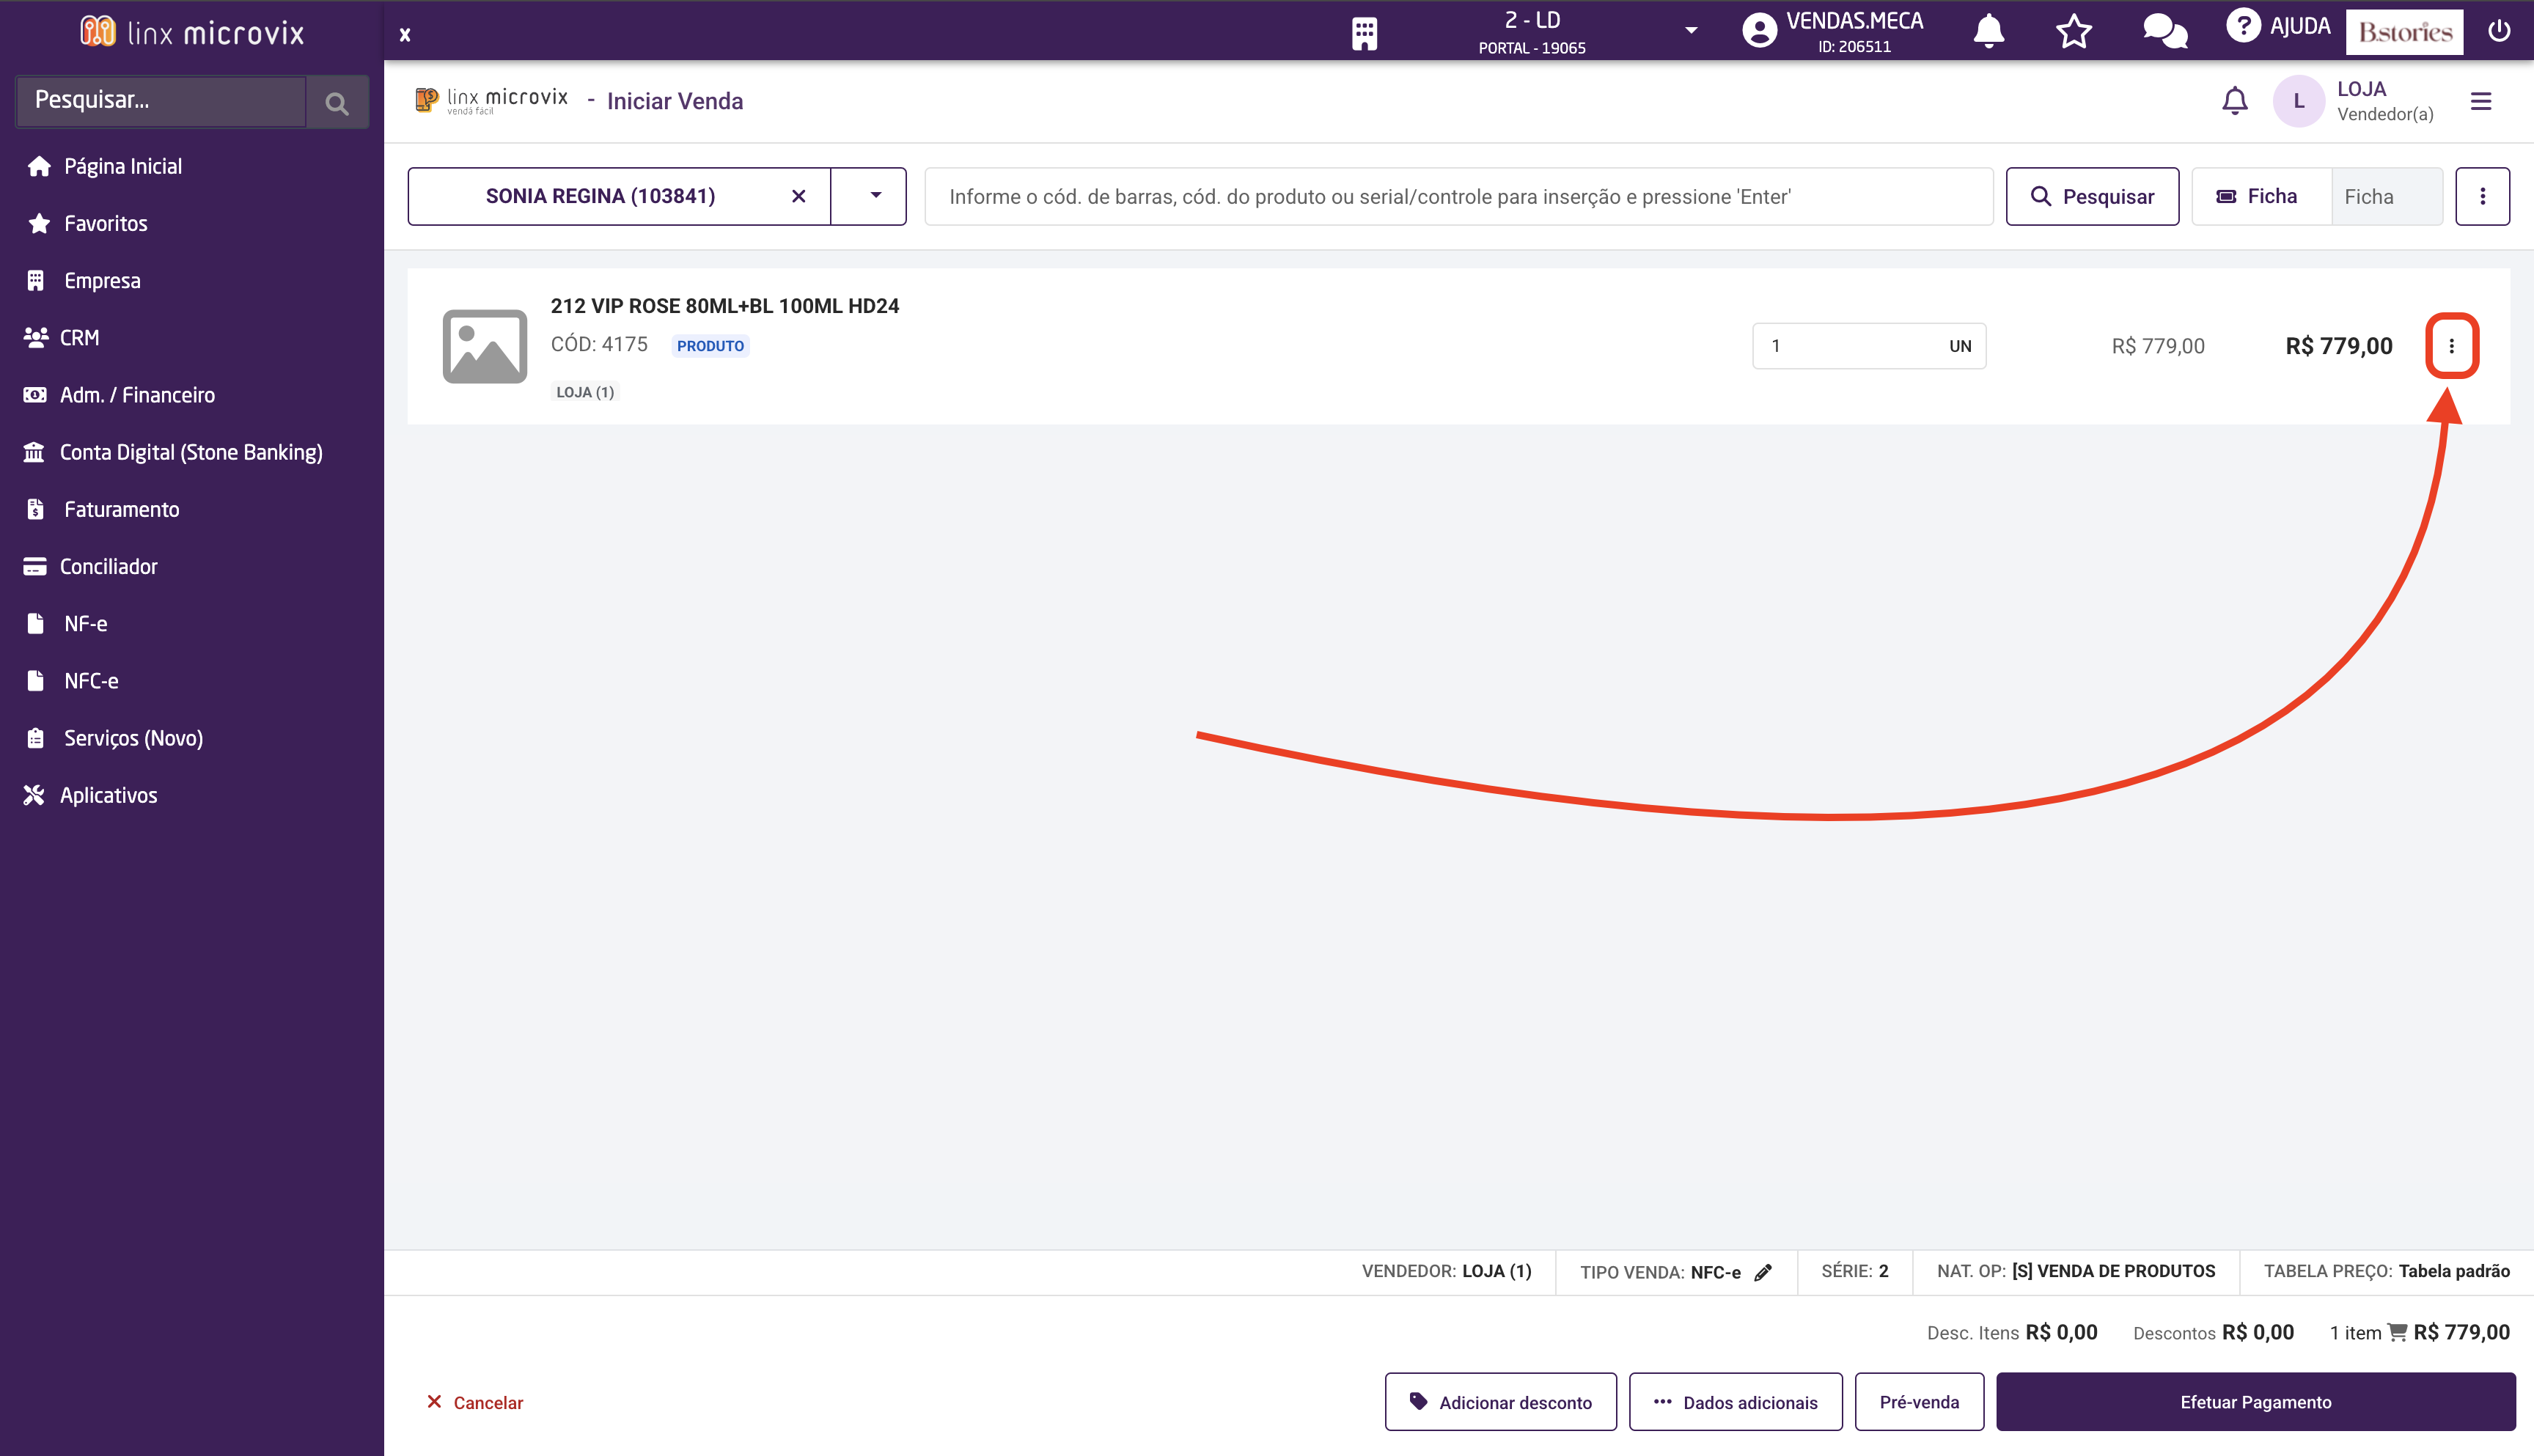 linx microvix
x
2 - LD
PORTAL - 19065
VENDAS.MECA
ID: 206511
? AJUDA
B.stories
Pesquisar...
Página Inicial
Favoritos
Empresa
CRM
Adm. / Financeiro
Conta Digital (Stone Banking)
Faturamento
Conciliador
NF-e
NFC-e
Serviços (Novo)
Aplicativos
linx microvix
venda fácil
- Iniciar Venda
L
LOJA
Vendedor(a)
SONIA REGINA (103841)
Informe o cód. de barras, cód. do produto ou serial/controle para inserção e pressione 'Enter'
Pesquisar
Ficha
Ficha
212 VIP ROSE 80ML+BL 100ML HD24
CÓD: 4175 PRODUTO
LOJA (1)
1 UN
R$ 779,00
R$ 779,00
VENDEDOR: LOJA (1)
TIPO VENDA: NFC-e
SÉRIE: 2
NAT. OP: [S] VENDA DE PRODUTOS
TABELA PREÇO: Tabela padrão
Desc. Itens R$ 0,00
Descontos R$ 0,00
1 item R$ 779,00
Cancelar
Adicionar desconto
Dados adicionais
Pré-venda
Efetuar Pagamento